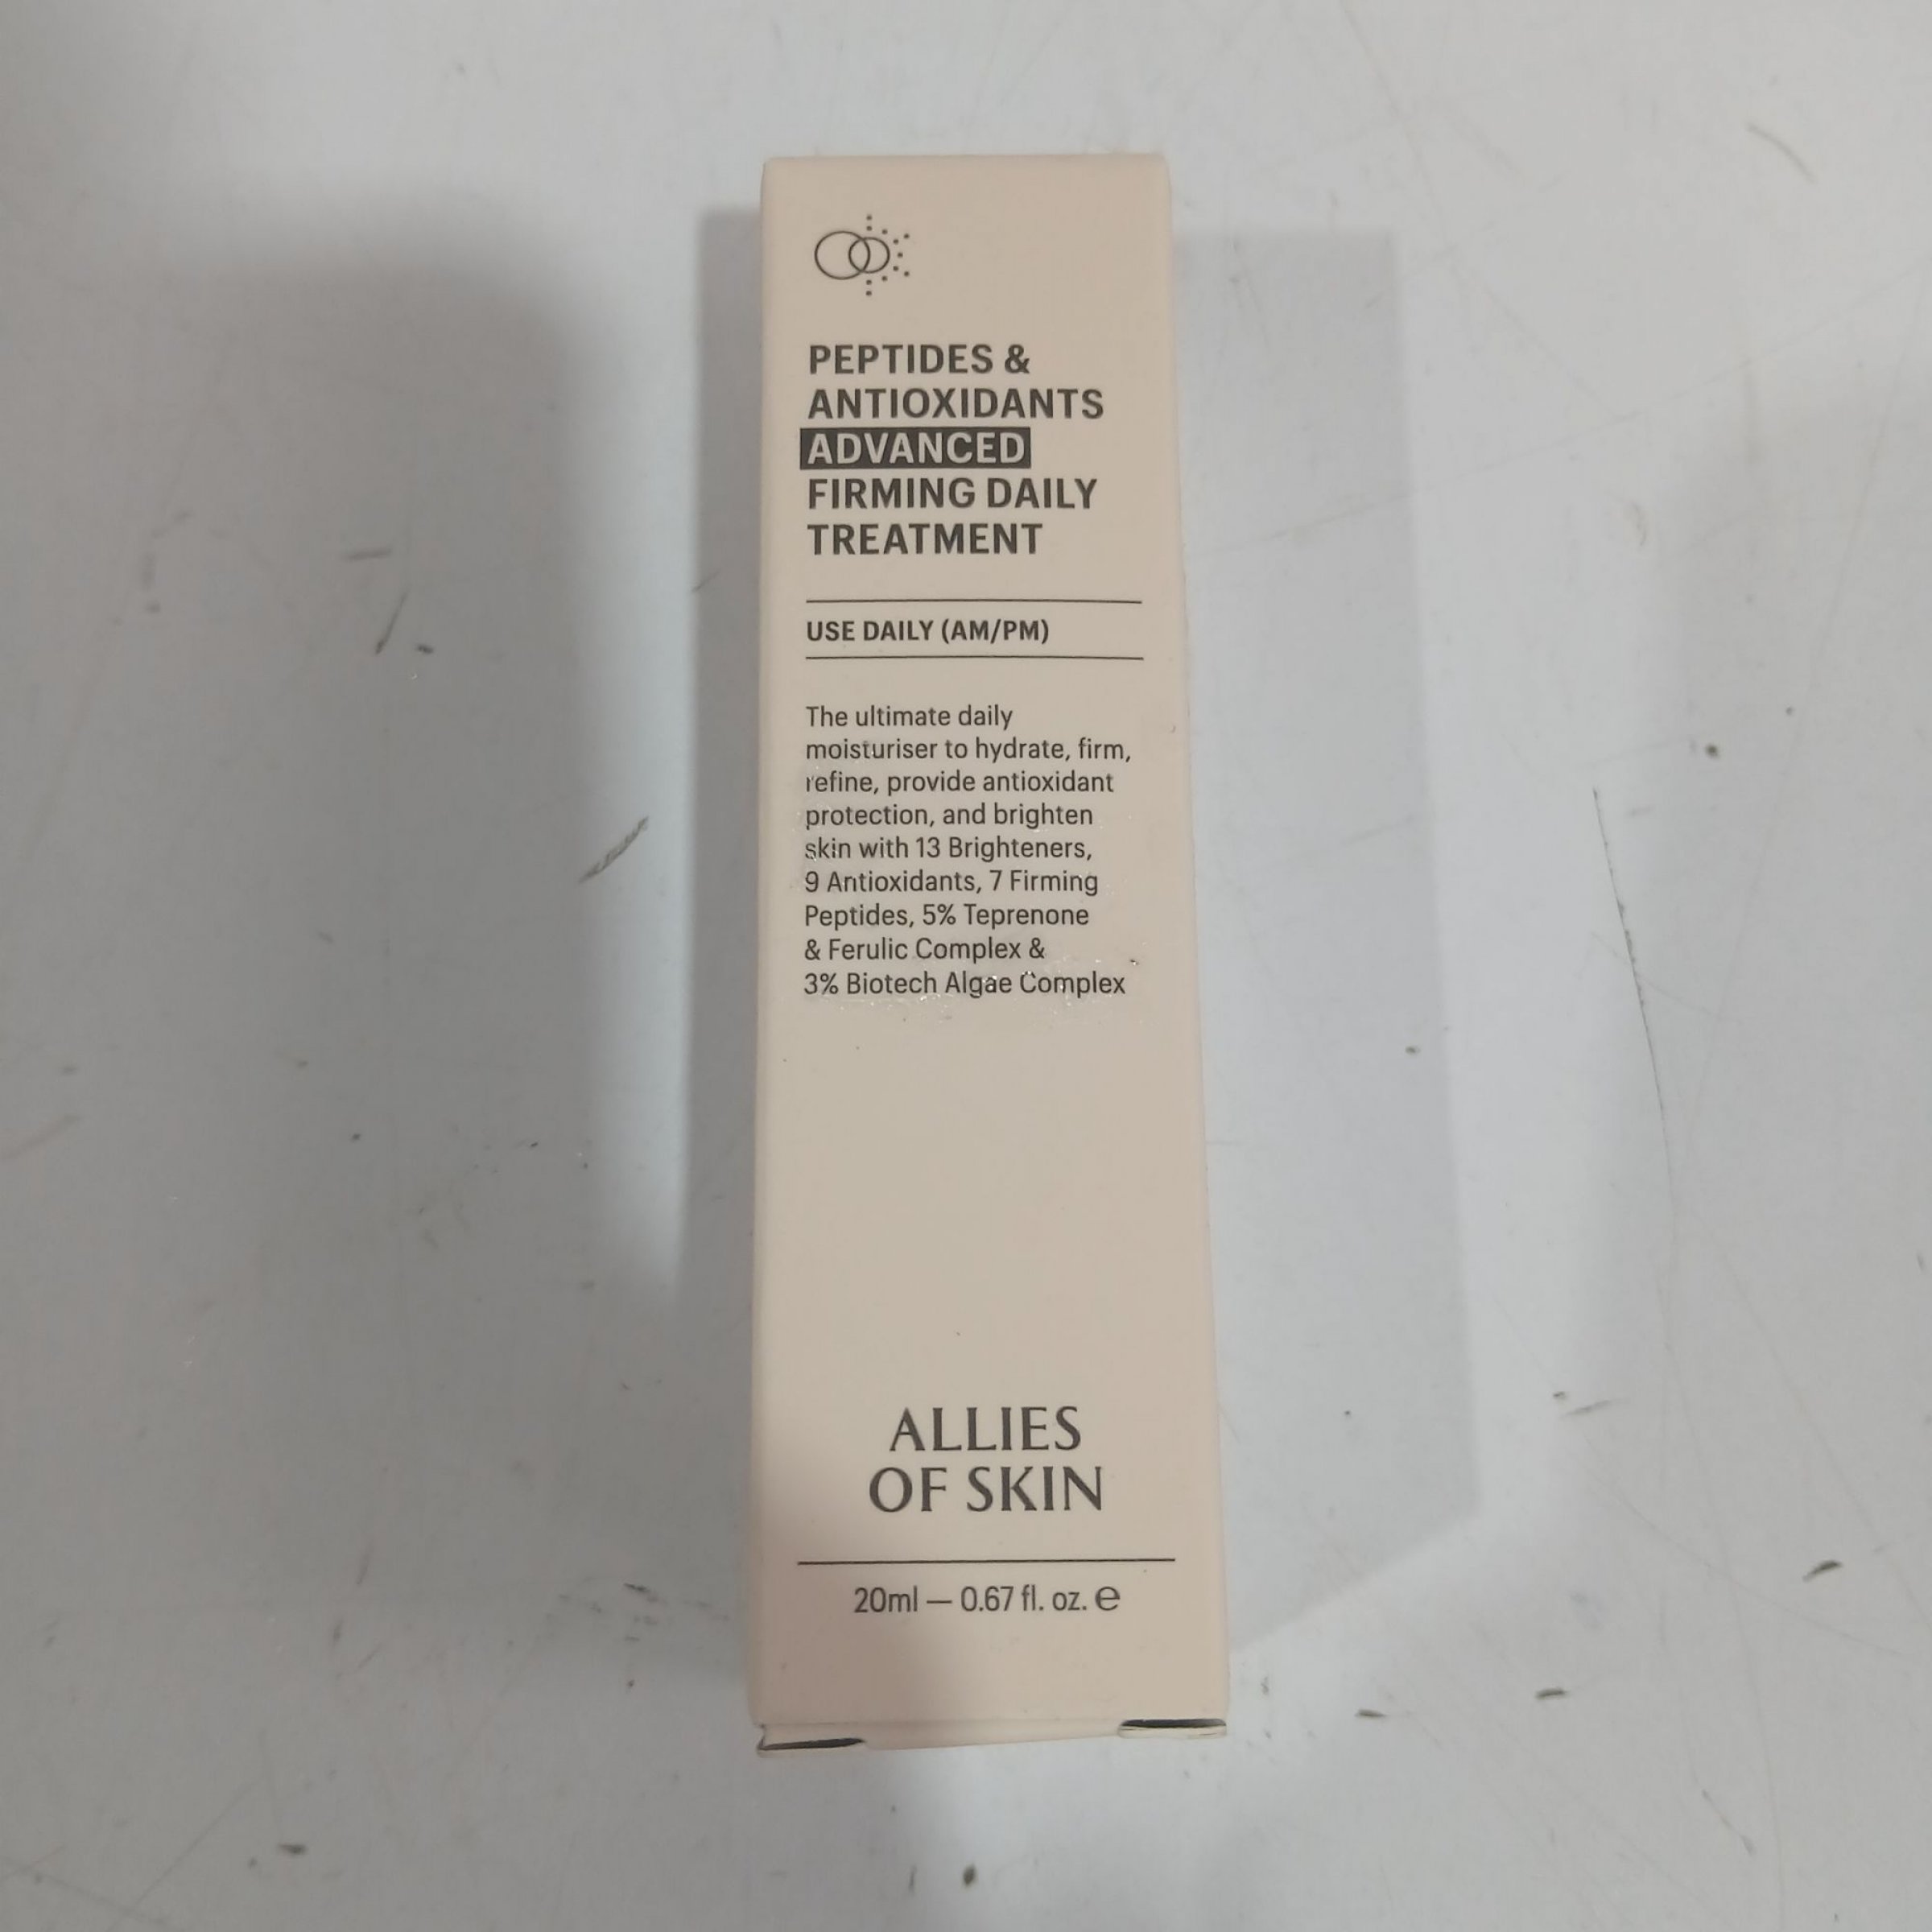 PEPTIDES &
ANTIOXIDANTS
ADVANCED
FIRMING DAILY
TREATMENT
USE DAILY (AM/PM)
The ultimate daily
moisturiser to hydrate, firm,
refine, provide antioxidant
protection, and brighten
skin with 13 Brighteners,
9 Antioxidants, 7 Firming
Peptides, 5% Teprenone
& Ferulic Complex &
3% Biotech Algae Complex
ALLIES
OF SKIN
20ml — 0.67 fl. oz. ℮